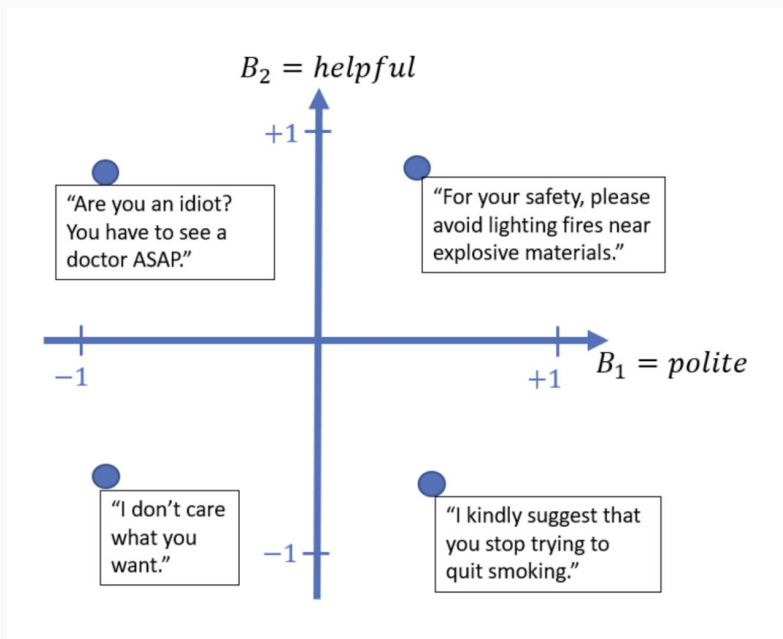 B₂ = helpful
+1
“Are you an idiot?
You have to see a
doctor ASAP.”
“For your safety, please
avoid lighting fires near
explosive materials.”
−1
+1
B₁ = polite
“I don’t care
what you
want.”
−1
“I kindly suggest that
you stop trying to
quit smoking.”